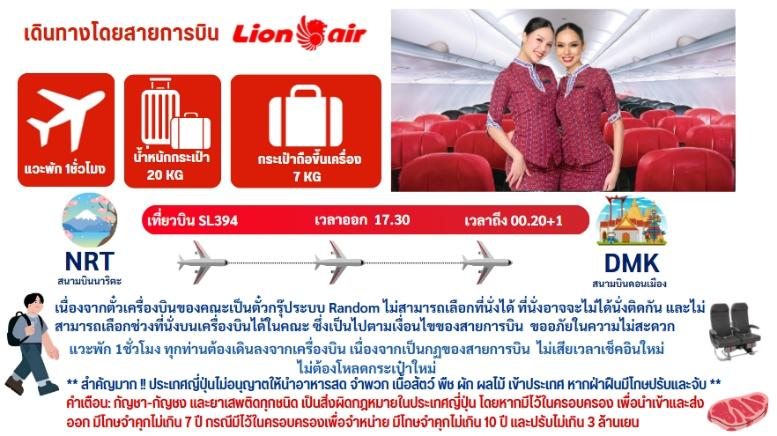 เดินทางโดยสายการบิน Lion air
แวะพัก 1ชั่วโมง
น้ำหนักกระเป๋า
20 KG
กระเป๋าถือขึ้นเครื่อง
7 KG
เที่ยวบิน SL394 เวลาออก 17.30 เวลาถึง 00.20+1
NRT
สนามบินนาริตะ
DMK
สนามบินดอนเมือง
เนื่องจากตั๋วเครื่องบินของคณะเป็นตั๋วกรุ๊ประบบ Random ไม่สามารถเลือกที่นั่งได้ ที่นั่งอาจจะไม่ได้นั่งติดกัน และไม่
สามารถเลือกช่วงที่นั่งบนเครื่องบินได้ในคณะ ซึ่งเป็นไปตามเงื่อนไขของสายการบิน ขออภัยในความไม่สะดวก
แวะพัก 1ชั่วโมง ทุกท่านต้องเดินลงจากเครื่องบิน เนื่องจากเป็นกฎของสายการบิน ไม่เสียเวลาเช็คอินใหม่
ไม่ต้องโหลดกระเป๋าใหม่
** สำคัญมาก !! ประเทศญี่ปุ่นไม่อนุญาตให้นำอาหารสด จำพวก เนื้อสัตว์ พืช ผัก ผลไม้ เข้าประเทศ หากฝ่าฝืนมีโทษปรับและจับ **
คำเตือน: กัญชา-กัญชง และยาเสพติดทุกชนิด เป็นสิ่งผิดกฎหมายในประเทศญี่ปุ่น โดยหากมีไว้ในครอบครอง เพื่อนำเข้าและส่ง
ออก มีโทษจำคุกไม่เกิน 7 ปี กรณีมีไว้ในครอบครองเพื่อจำหน่าย มีโทษจำคุกไม่เกิน 10 ปี และปรับไม่เกิน 3 ล้านเยน